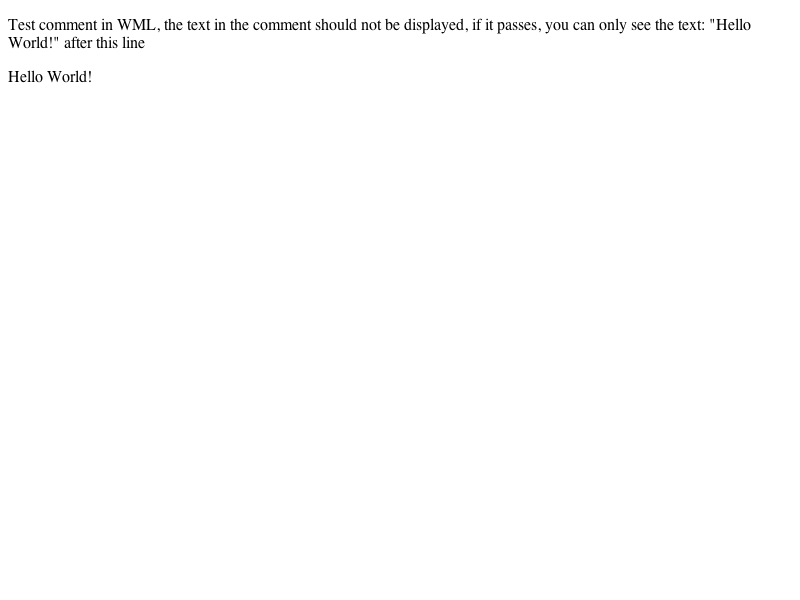 Test comment in WML, the text in the comment should not be displayed, if it passes, you can only see the text: "Hello
World!" after this line
Hello World!